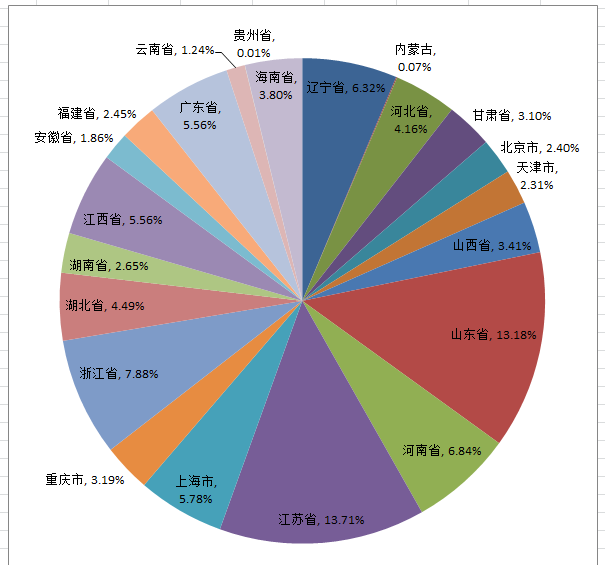 贵州省,
0.01%
云南省, 1.24%
海南省,
3.80%
辽宁省, 6.32%
内蒙古,
0.07%
河北省,
4.16%
甘肃省, 3.10%
北京市, 2.40%
天津市,
2.31%
山西省, 3.41%
山东省, 13.18%
河南省, 6.84%
江苏省, 13.71%
上海市,
5.78%
重庆市, 3.19%
浙江省, 7.88%
湖北省, 4.49%
湖南省, 2.65%
江西省, 5.56%
安徽省, 1.86%
福建省, 2.45%
广东省,
5.56%